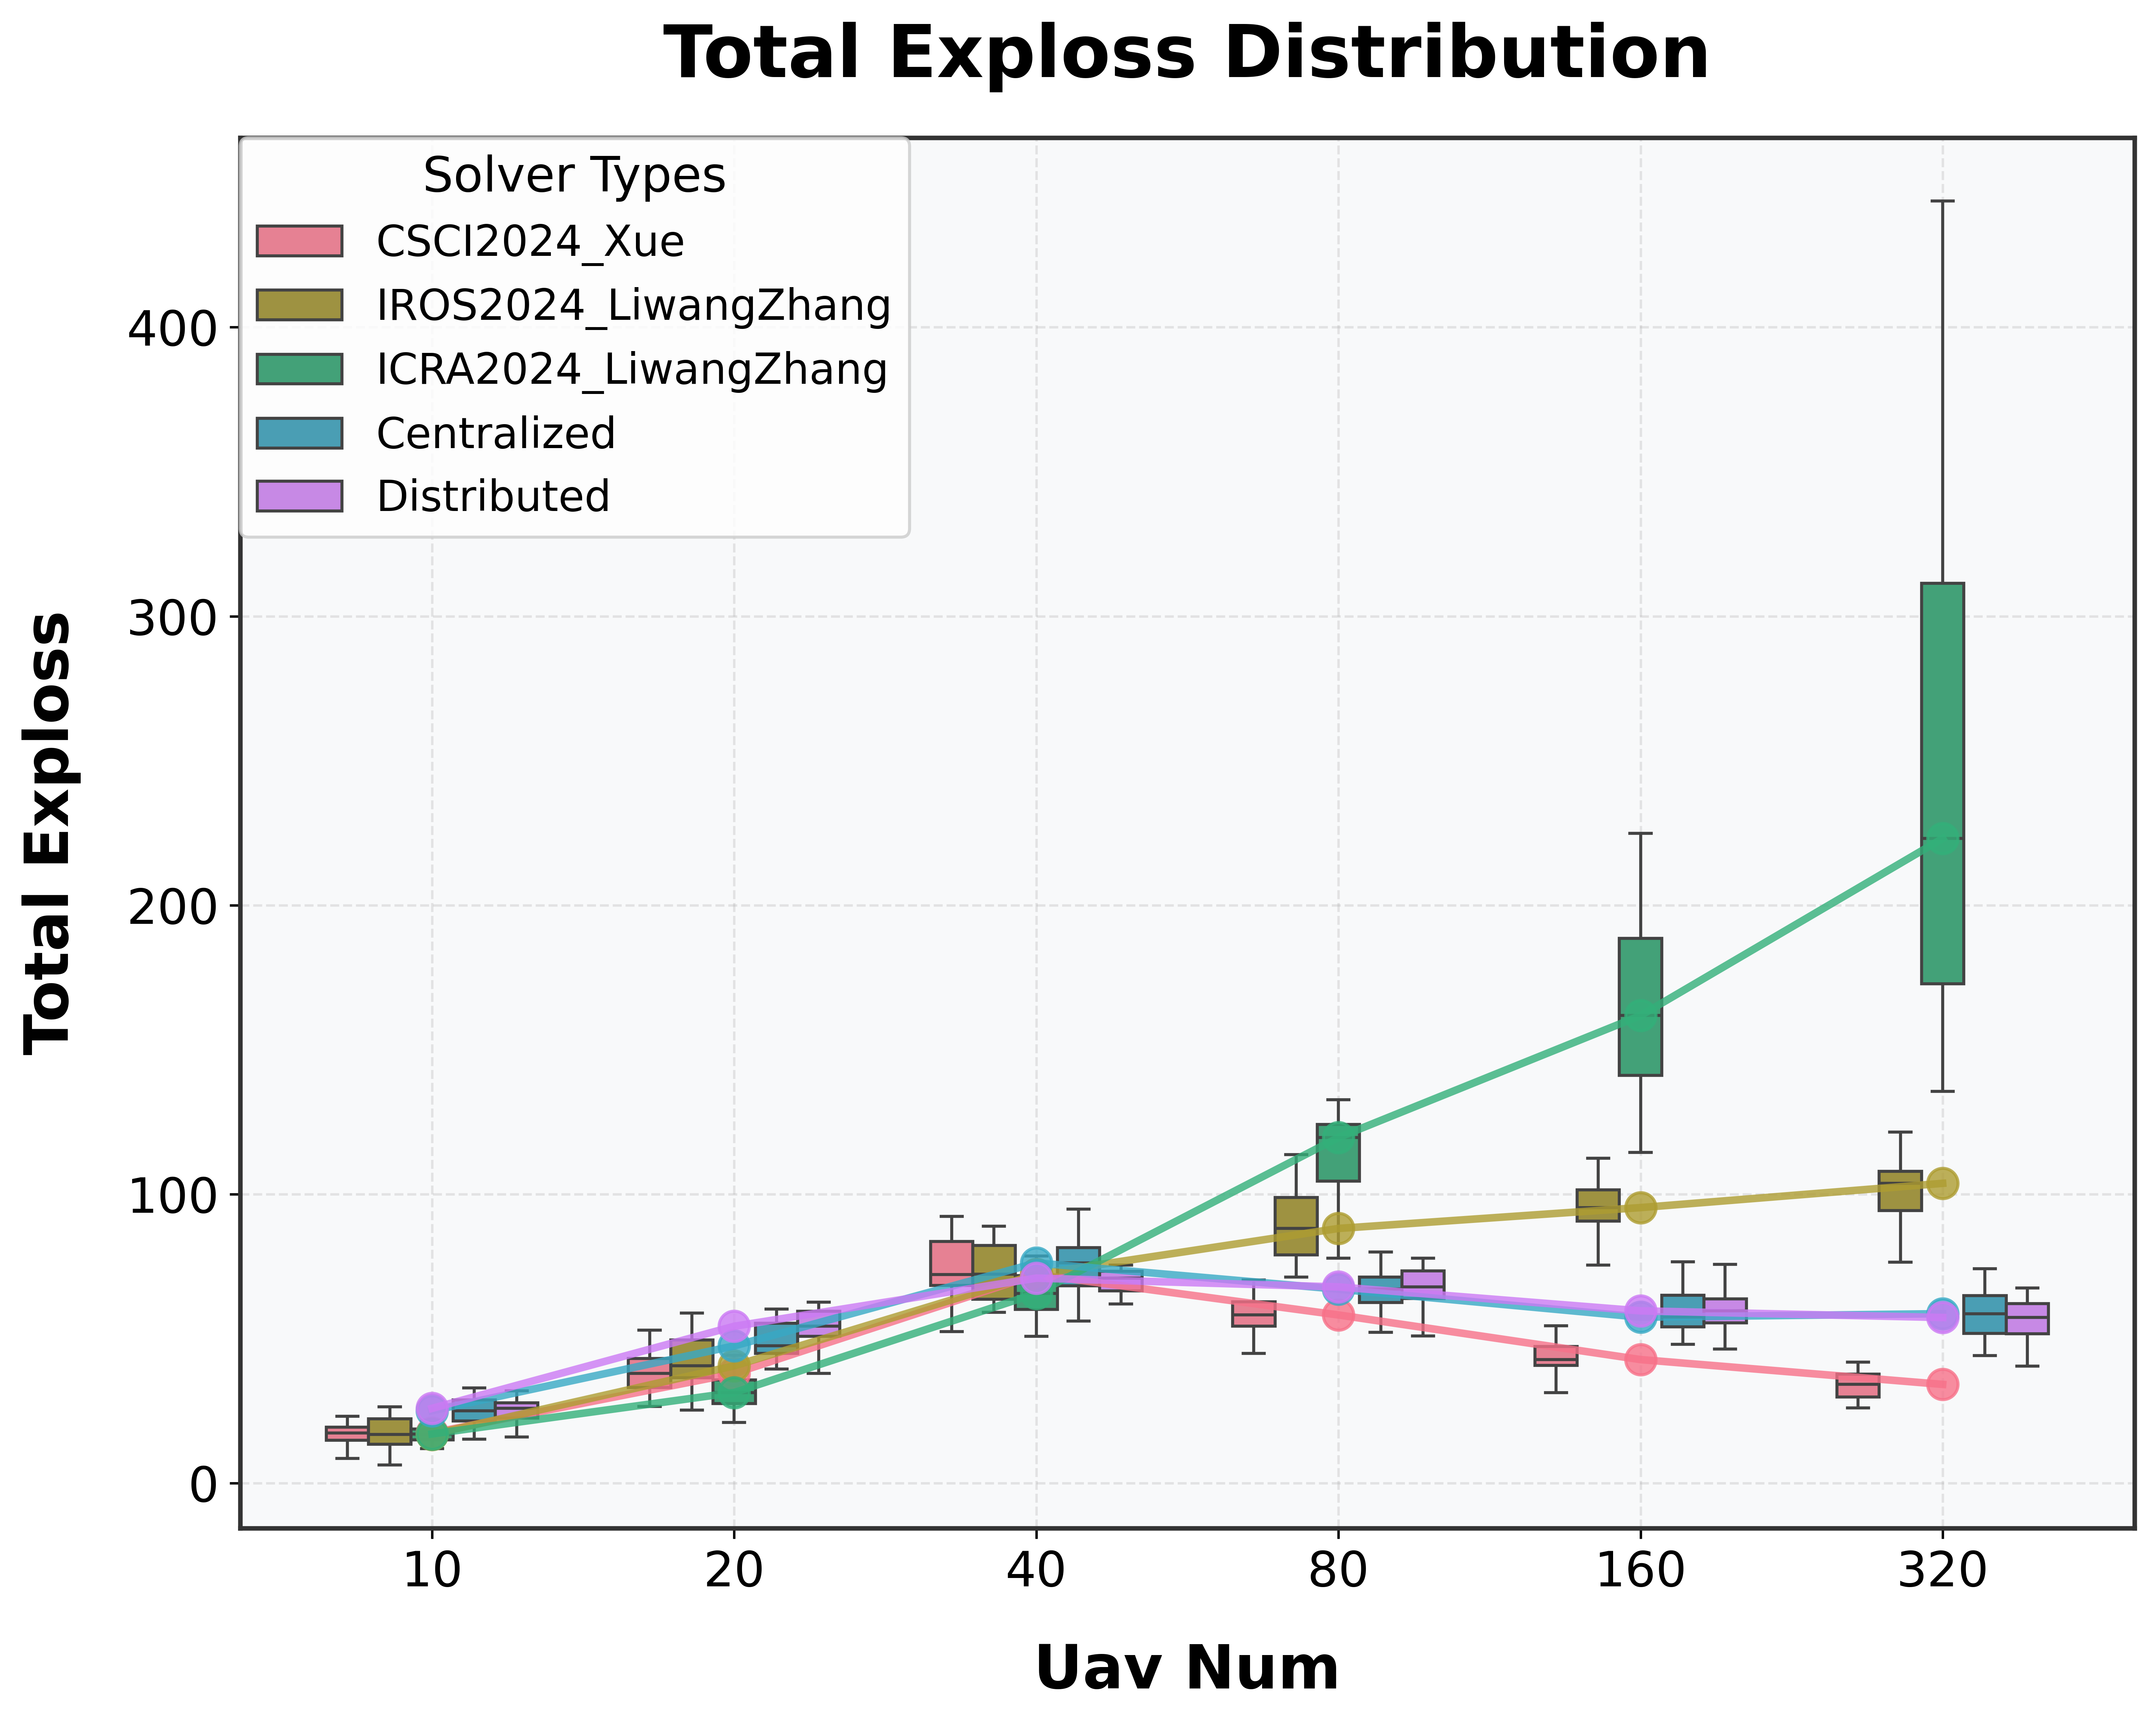 Total Exploss Distribution
Solver Types
CSCI2024_Xue
IROS2024_LiwangZhang
ICRA2024_LiwangZhang
Centralized
Distributed
Total Exploss
400
300
200
100
0
10 20 40 80 160 320
Uav Num